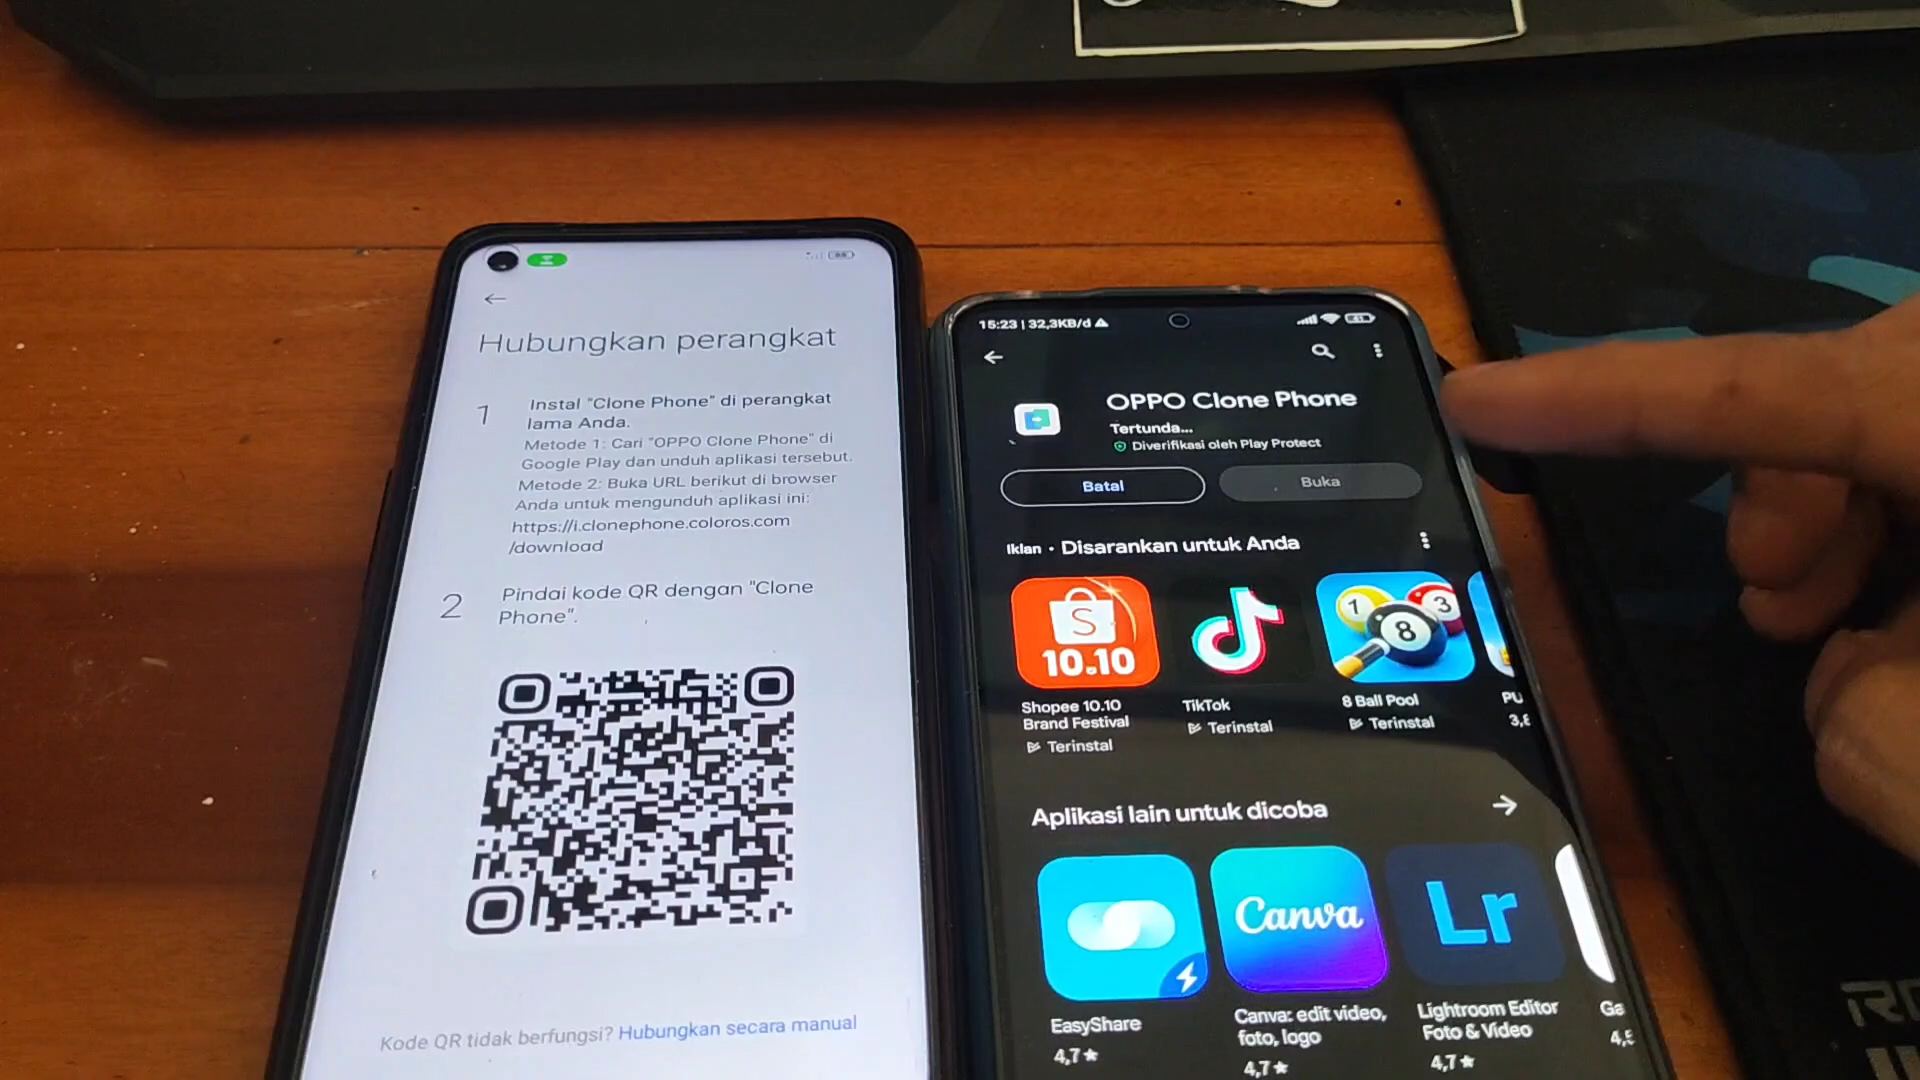 Hubungkan perangkat
1
Instal "Clone Phone" di perangkat
lama Anda.
Metode 1: Cari "OPPO Clone Phone" di
Google Play dan unduh aplikasi tersebut.
Metode 2: Buka URL berikut di browser
Anda untuk mengunduh aplikasi ini:
https://i.clonephone.coloros.com
/download
2
Pindai kode QR dengan "Clone
Phone".
Kode QR tidak berfungsi? Hubungkan secara manual
15:23 | 32,3KB/d
OPPO Clone Phone
Tertunda...
Diverifikasi oleh Play Protect
Batal
Buka
Iklan • Disarankan untuk Anda
S
10.10
1
8
3
Shopee 10.10
Brand Festival
Terinstal
TikTok
Terinstal
8 Ball Pool
Terinstal
PU
Aplikasi lain untuk dicoba
Canva
Lr
EasyShare
4,7★
Canva: edit video,
foto, logo
4,7★
Lightroom Editor
Foto & Video
4,7★
Ga